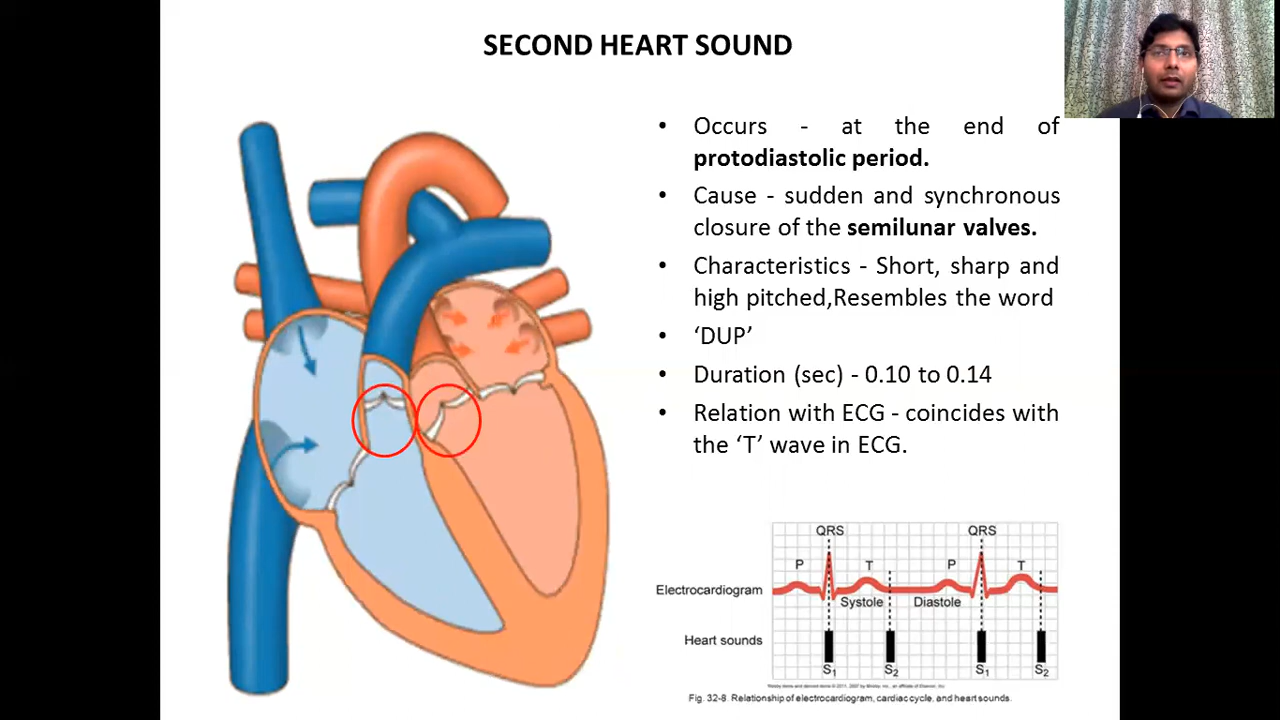 SECOND HEART SOUND
• Occurs - at the end of
protodiastolic period.
• Cause - sudden and synchronous
closure of the semilunar valves.
• Characteristics - Short, sharp and
high pitched,Resembles the word
• ‘DUP’
• Duration (sec) - 0.10 to 0.14
• Relation with ECG - coincides with
the ‘T’ wave in ECG.
QRS QRS
P T P T
Electrocardiogram
Systole Diastole
Heart sounds
S1 S2 S1 S2
Fig. 32-8. Relationship of electrocardiogram, cardiac cycle, and heart sounds.